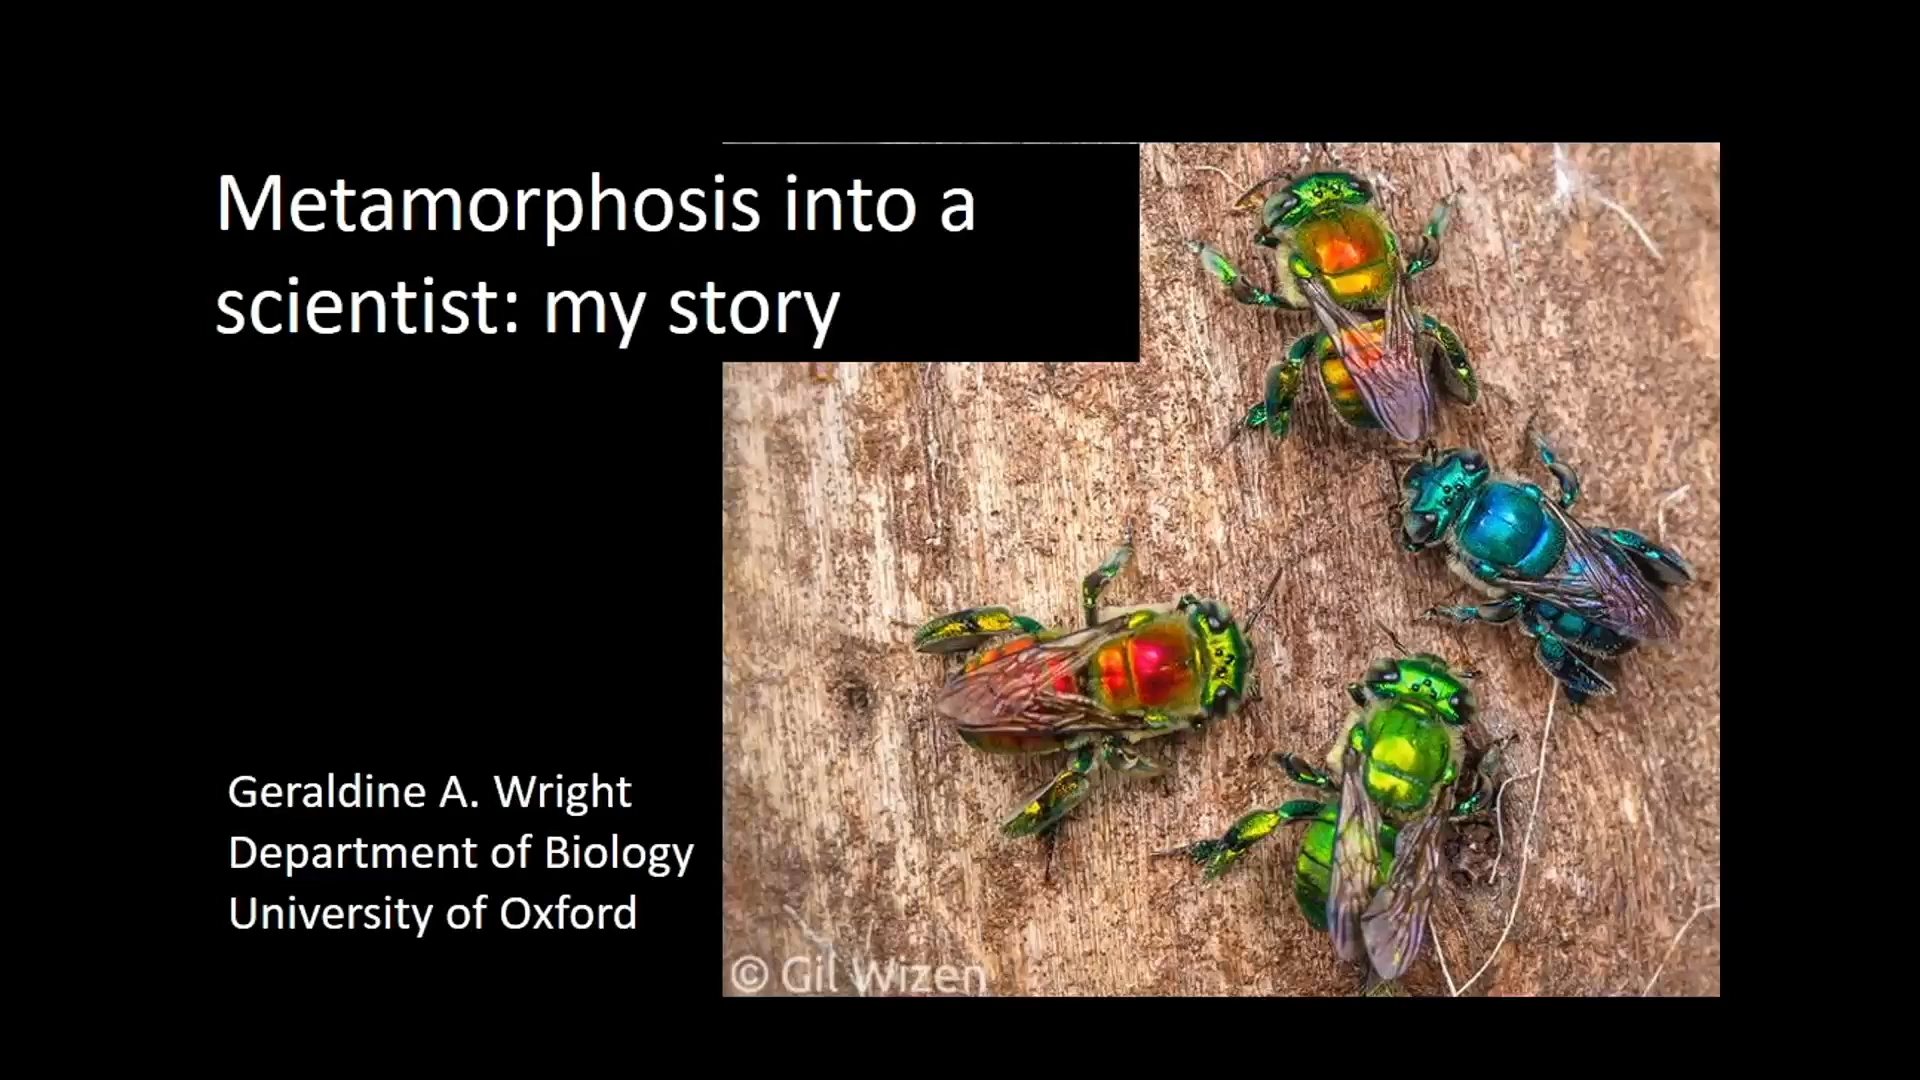 Metamorphosis into a
scientist: my story
Geraldine A. Wright
Department of Biology
University of Oxford
© Gil Wizen